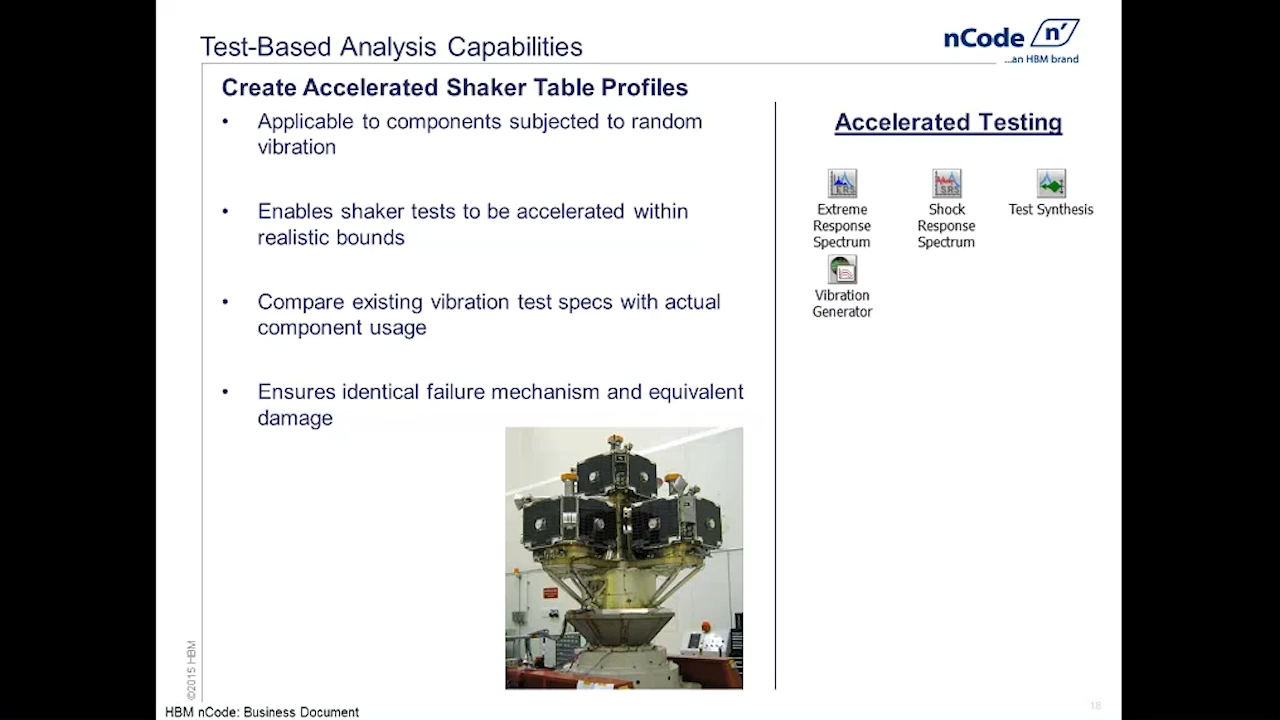 Test-Based Analysis Capabilities
nCode n'
...an HBM brand
Create Accelerated Shaker Table Profiles
• Applicable to components subjected to random
vibration
• Enables shaker tests to be accelerated within
realistic bounds
• Compare existing vibration test specs with actual
component usage
• Ensures identical failure mechanism and equivalent
damage
Accelerated Testing
ERS
Extreme
Response
Spectrum
SRS
Shock
Response
Spectrum
Test Synthesis
Vibration
Generator
©2015 HBM
18
HBM nCode: Business Document